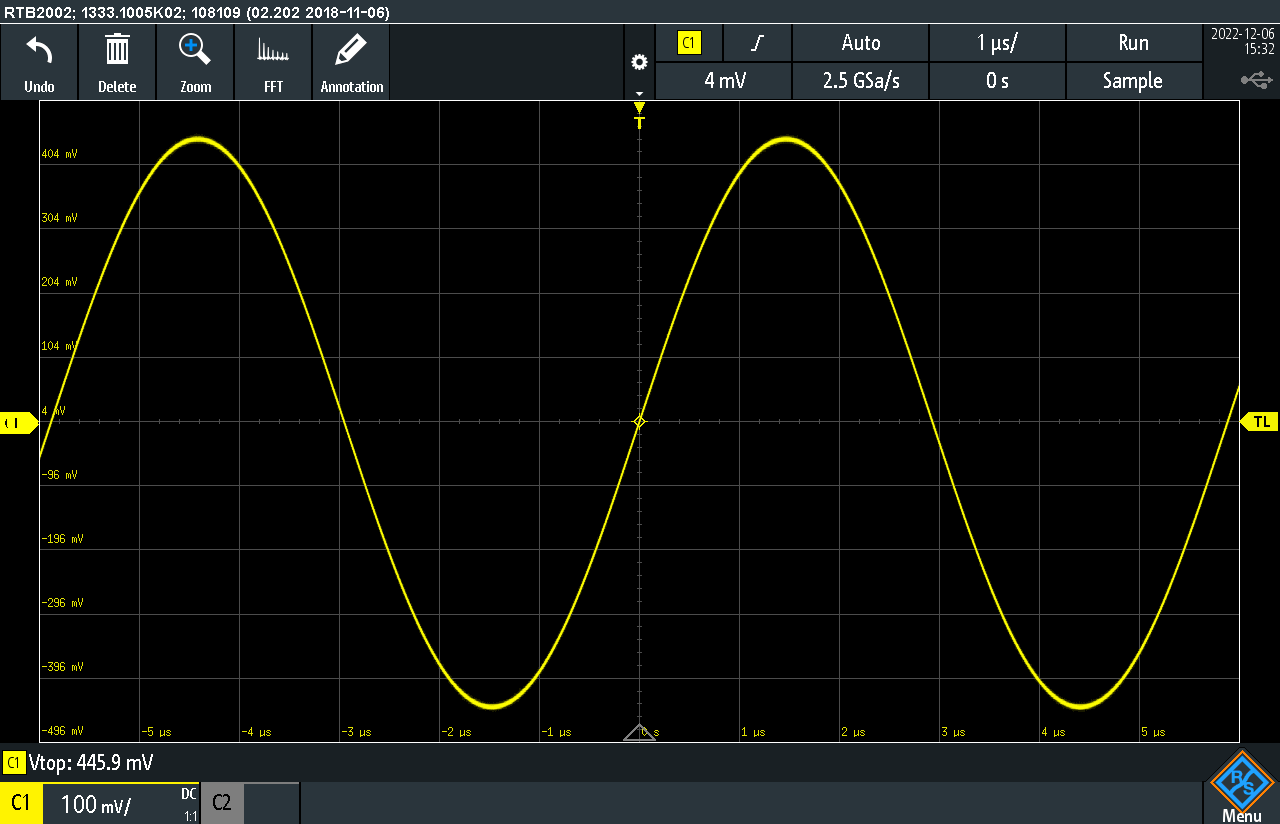 RTB2002; 1333.1005K02; 108109 (02.202 2018-11-06)
Undo
Delete
Zoom
FFT
Annotation
C1
Auto
1 µs/
Run
4 mV
2.5 GSa/s
0 s
Sample
2022-12-06
15:32
T
404 mV
304 mV
204 mV
104 mV
4 mV
-96 mV
-196 mV
-296 mV
-396 mV
-496 mV
TL
-5 µs
-4 µs
-3 µs
-2 µs
-1 µs
0 s
1 µs
2 µs
3 µs
4 µs
5 µs
C1 Vtop: 445.9 mV
C1
100 mV/
DC
1:1
C2
R S
Menu